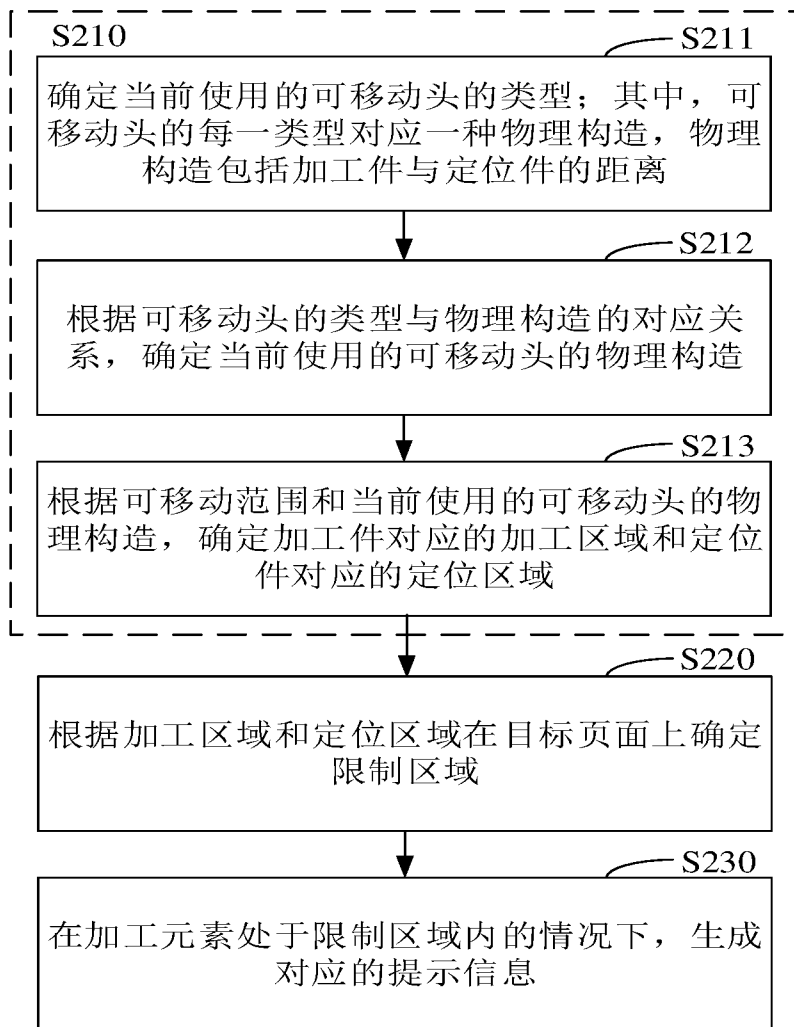 S210
S211
确定当前使用的可移动头的类型；其中，可
移动头的每一类型对应一种物理构造，物理
构造包括加工件与定位件的距离
S212
根据可移动头的类型与物理构造的对应关
系，确定当前使用的可移动头的物理构造
S213
根据可移动范围和当前使用的可移动头的物
理构造，确定加工件对应的加工区域和定位
件对应的定位区域
S220
根据加工区域和定位区域在目标页面上确定
限制区域
S230
在加工元素处于限制区域内的情况下，生成
对应的提示信息